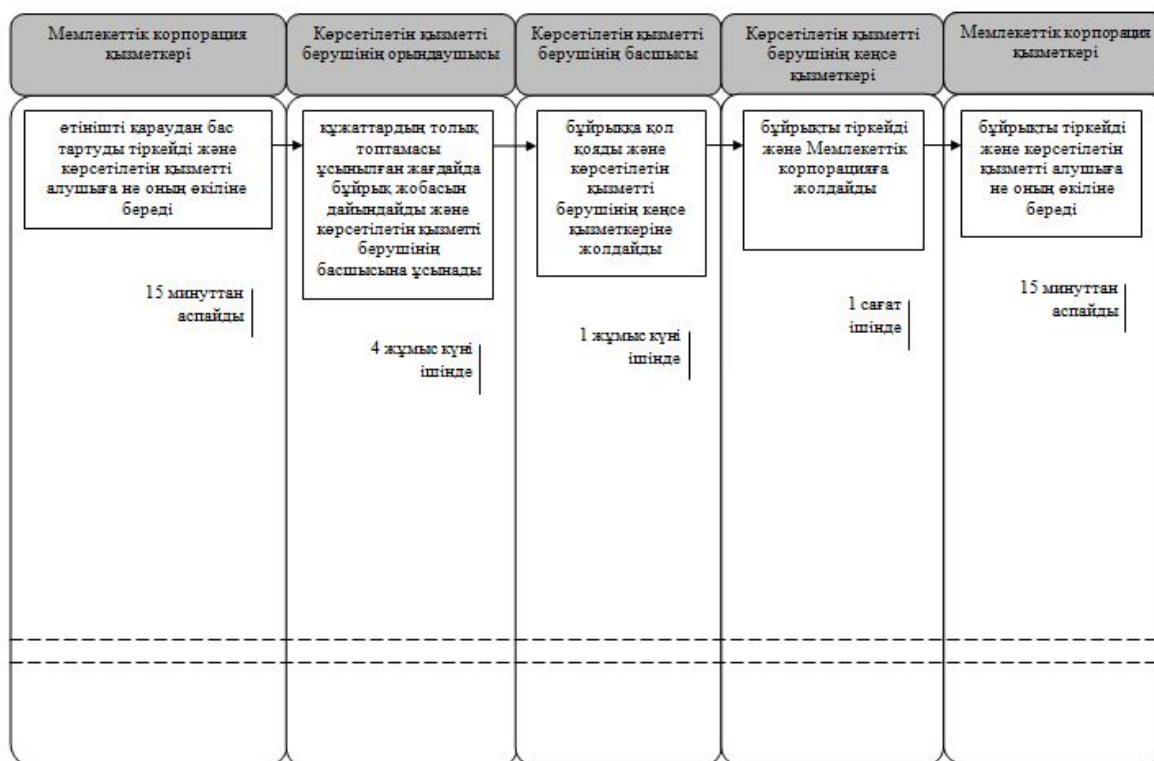 Мемлекеттік корпорация
қызметкері
Көрсетілетін қызметті
берушінің орындаушысы
Көрсетілетін қызметті
берушінің басшысы
Көрсетілетін қызметті
берушінің кеңсе
қызметкері
Мемлекеттік корпорация
қызметкері
өтінішті қараудан бас
тартуды тіркейді және
көрсетілетін қызметті
алушыға не оның өкіліне
береді
15 минуттан
аспайды
құжаттардың толық
топтамасы
ұсынылған жағдайда
бұйрық жобасын
дайындайды және
көрсетілетін қызметті
берушінің
басшысына ұсынады
4 жұмыс күні
ішінде
бұйрыққа қол
қояды және
көрсетілетін
қызметті
берушінің кеңсе
қызметкеріне
жолдайды
1 жұмыс күні
ішінде
бұйрықты тіркейді
және Мемлекеттік
корпорацияға
жолдайды
1 сағат
ішінде
бұйрықты тіркейді
және көрсетілетін
қызметті алушыға
не оның өкіліне
береді
15 минуттан
аспайды